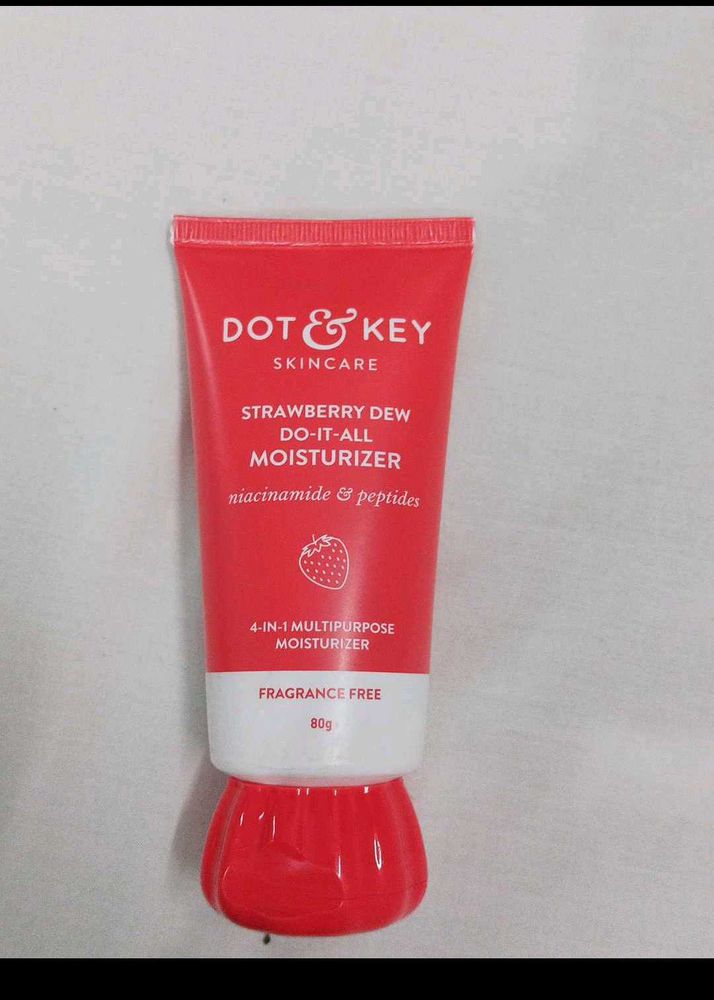 DOT & KEY
SKINCARE
STRAWBERRY DEW
DO-IT-ALL
MOISTURIZER
niacinamide & peptides
4-IN-1 MULTIPURPOSE
MOISTURIZER
FRAGRANCE FREE
80g